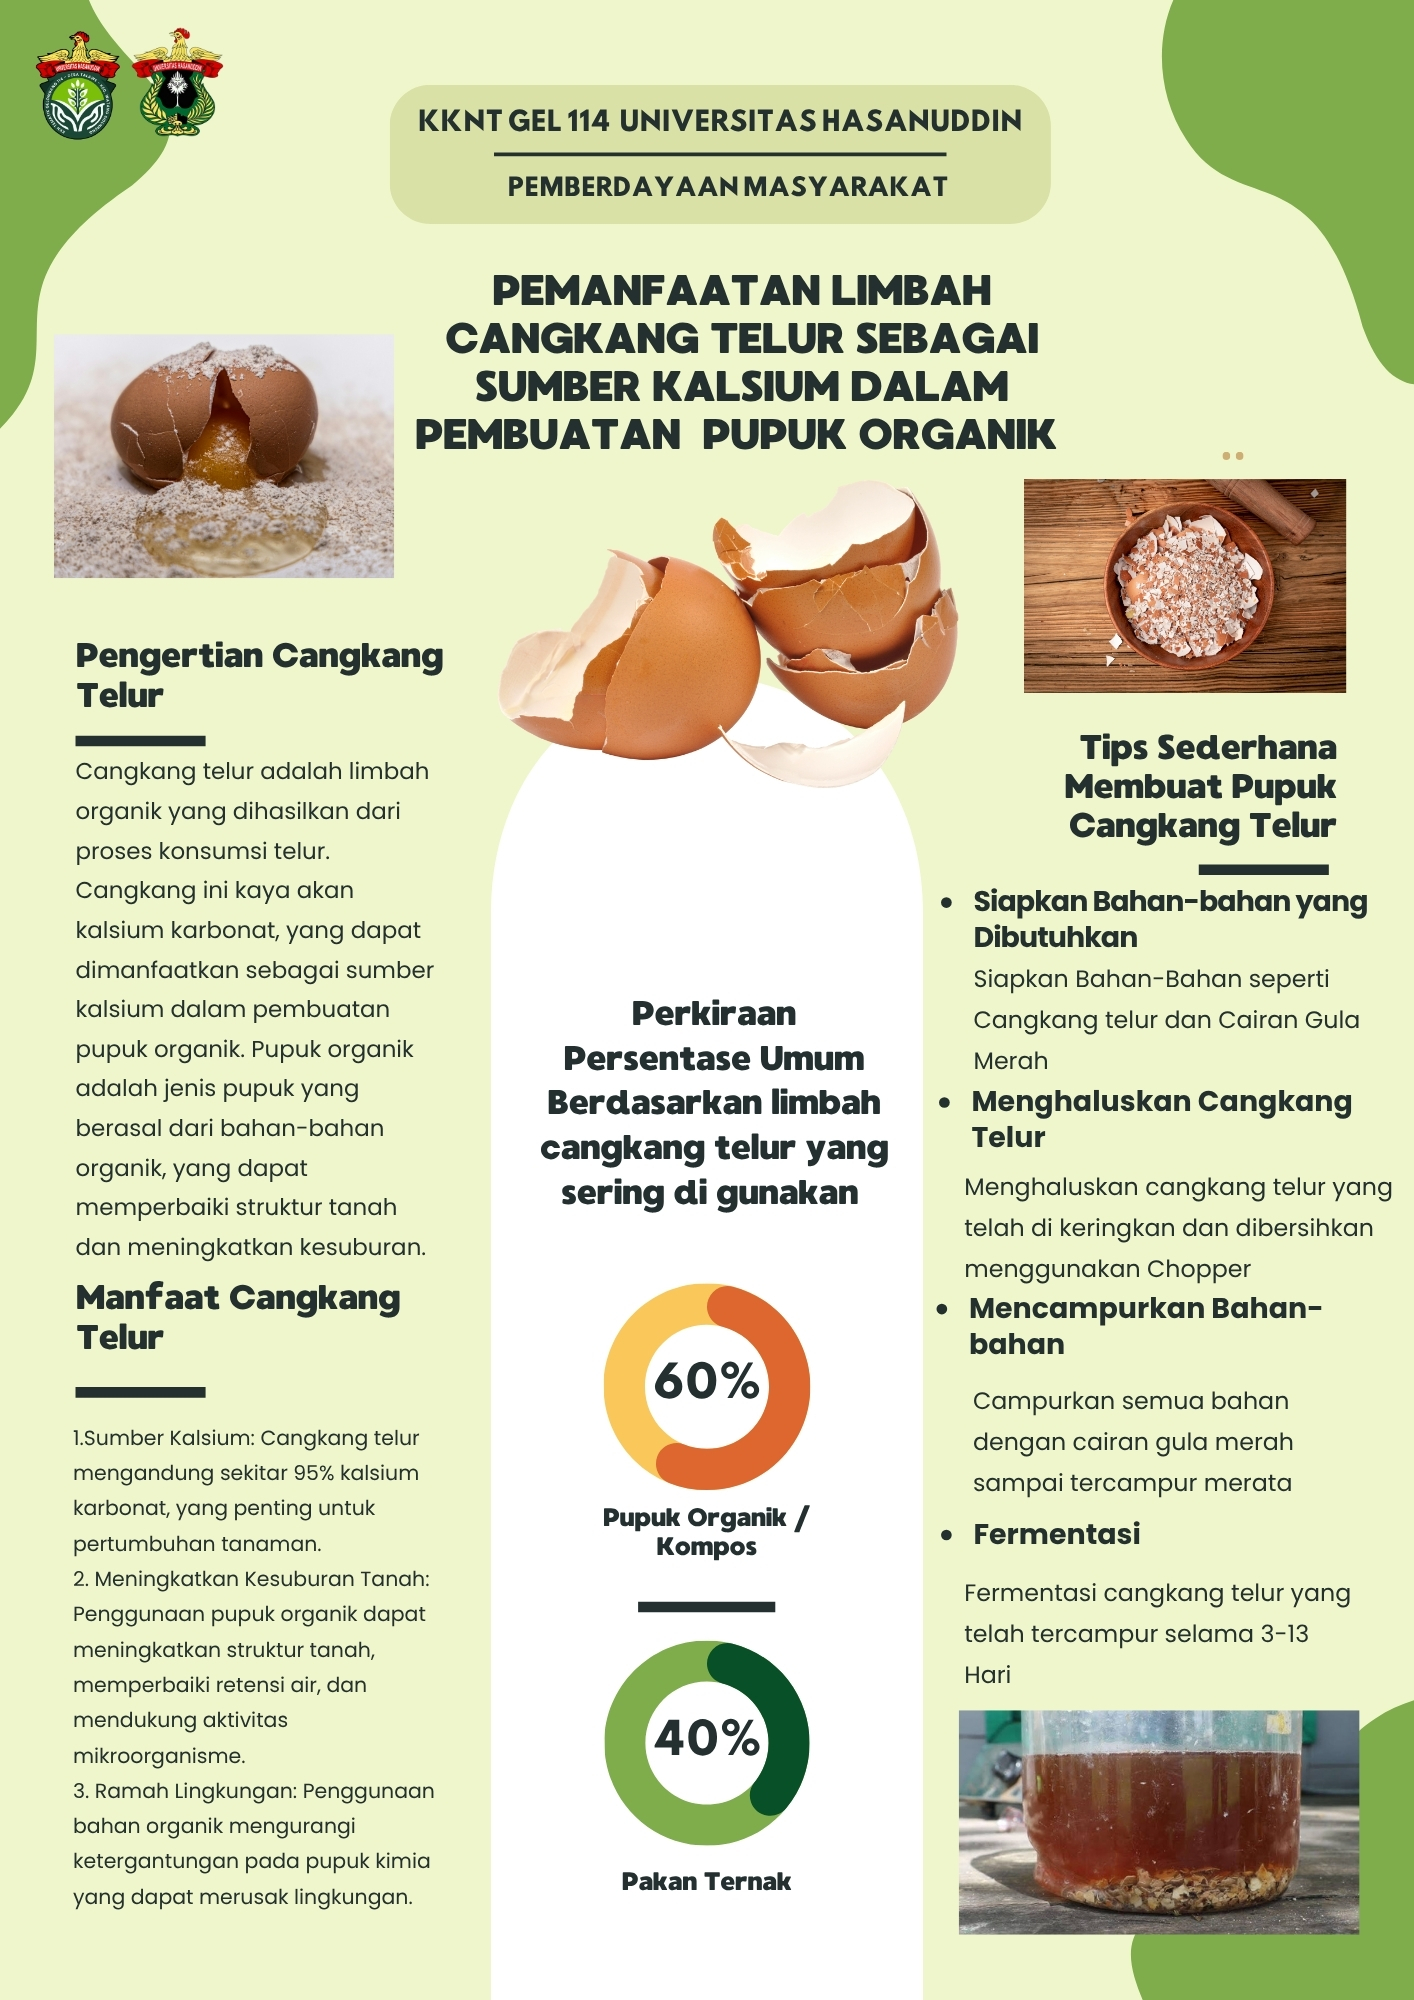 UNIVERSITAS HASANUDDIN
UNIVERSITAS HASANUDDIN
KKNT GEL 114 UNIVERSITAS HASANUDDIN
PEMBERDAYAAN MASYARAKAT
PEMANFAATAN LIMBAH
CANGKANG TELUR SEBAGAI
SUMBER KALSIUM DALAM
PEMBUATAN PUPUK ORGANIK
Pengertian Cangkang
Telur
Cangkang telur adalah limbah
organik yang dihasilkan dari
proses konsumsi telur.
Cangkang ini kaya akan
kalsium karbonat, yang dapat
dimanfaatkan sebagai sumber
kalsium dalam pembuatan
pupuk organik. Pupuk organik
adalah jenis pupuk yang
berasal dari bahan-bahan
organik, yang dapat
memperbaiki struktur tanah
dan meningkatkan kesuburan.
Manfaat Cangkang
Telur
1.Sumber Kalsium: Cangkang telur
mengandung sekitar 95% kalsium
karbonat, yang penting untuk
pertumbuhan tanaman.
2. Meningkatkan Kesuburan Tanah:
Penggunaan pupuk organik dapat
meningkatkan struktur tanah,
memperbaiki retensi air, dan
mendukung aktivitas
mikroorganisme.
3. Ramah Lingkungan: Penggunaan
bahan organik mengurangi
ketergantungan pada pupuk kimia
yang dapat merusak lingkungan.
Perkiraan
Persentase Umum
Berdasarkan limbah
cangkang telur yang
sering di gunakan
60%
Pupuk Organik /
Kompos
40%
Pakan Ternak
Tips Sederhana
Membuat Pupuk
Cangkang Telur
• Siapkan Bahan-bahan yang
Dibutuhkan
Siapkan Bahan-Bahan seperti
Cangkang telur dan Cairan Gula
Merah
• Menghaluskan Cangkang
Telur
Menghaluskan cangkang telur yang
telah di keringkan dan dibersihkan
menggunakan Chopper
• Mencampurkan Bahan-
bahan
Campurkan semua bahan
dengan cairan gula merah
sampai tercampur merata
• Fermentasi
Fermentasi cangkang telur yang
telah tercampur selama 3-13
Hari